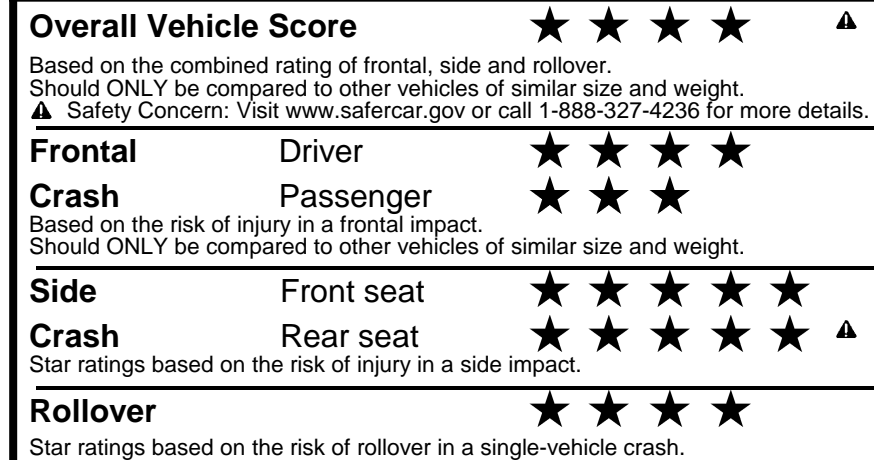 Overall Vehicle Score ★ ★ ★ ★ ⚠
Based on the combined rating of frontal, side and rollover.
Should ONLY be compared to other vehicles of similar size and weight.
⚠ Safety Concern: Visit www.safercar.gov or call 1-888-327-4236 for more details.
Frontal Driver ★ ★ ★ ★
Crash Passenger ★ ★ ★
Based on the risk of injury in a frontal impact.
Should ONLY be compared to other vehicles of similar size and weight.
Side Front seat ★ ★ ★ ★ ★
Crash Rear seat ★ ★ ★ ★ ★ ⚠
Star ratings based on the risk of injury in a side impact.
Rollover ★ ★ ★ ★
Star ratings based on the risk of rollover in a single-vehicle crash.